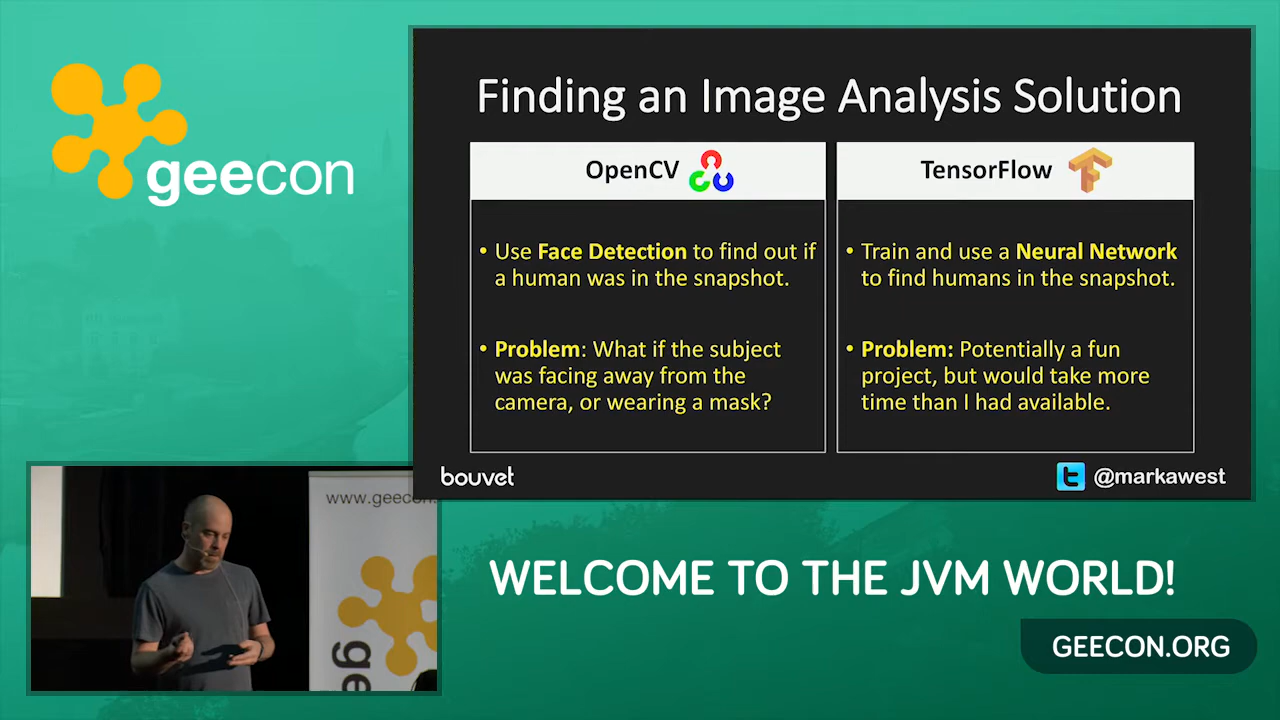 geecon
Finding an Image Analysis Solution
OpenCV
TensorFlow
• Use Face Detection to find out if
a human was in the snapshot.
• Problem: What if the subject
was facing away from the
camera, or wearing a mask?
• Train and use a Neural Network
to find humans in the snapshot.
• Problem: Potentially a fun
project, but would take more
time than I had available.
bouvet
@markawest
www.geecon.
gee
WELCOME TO THE JVM WORLD!
GEECON.ORG